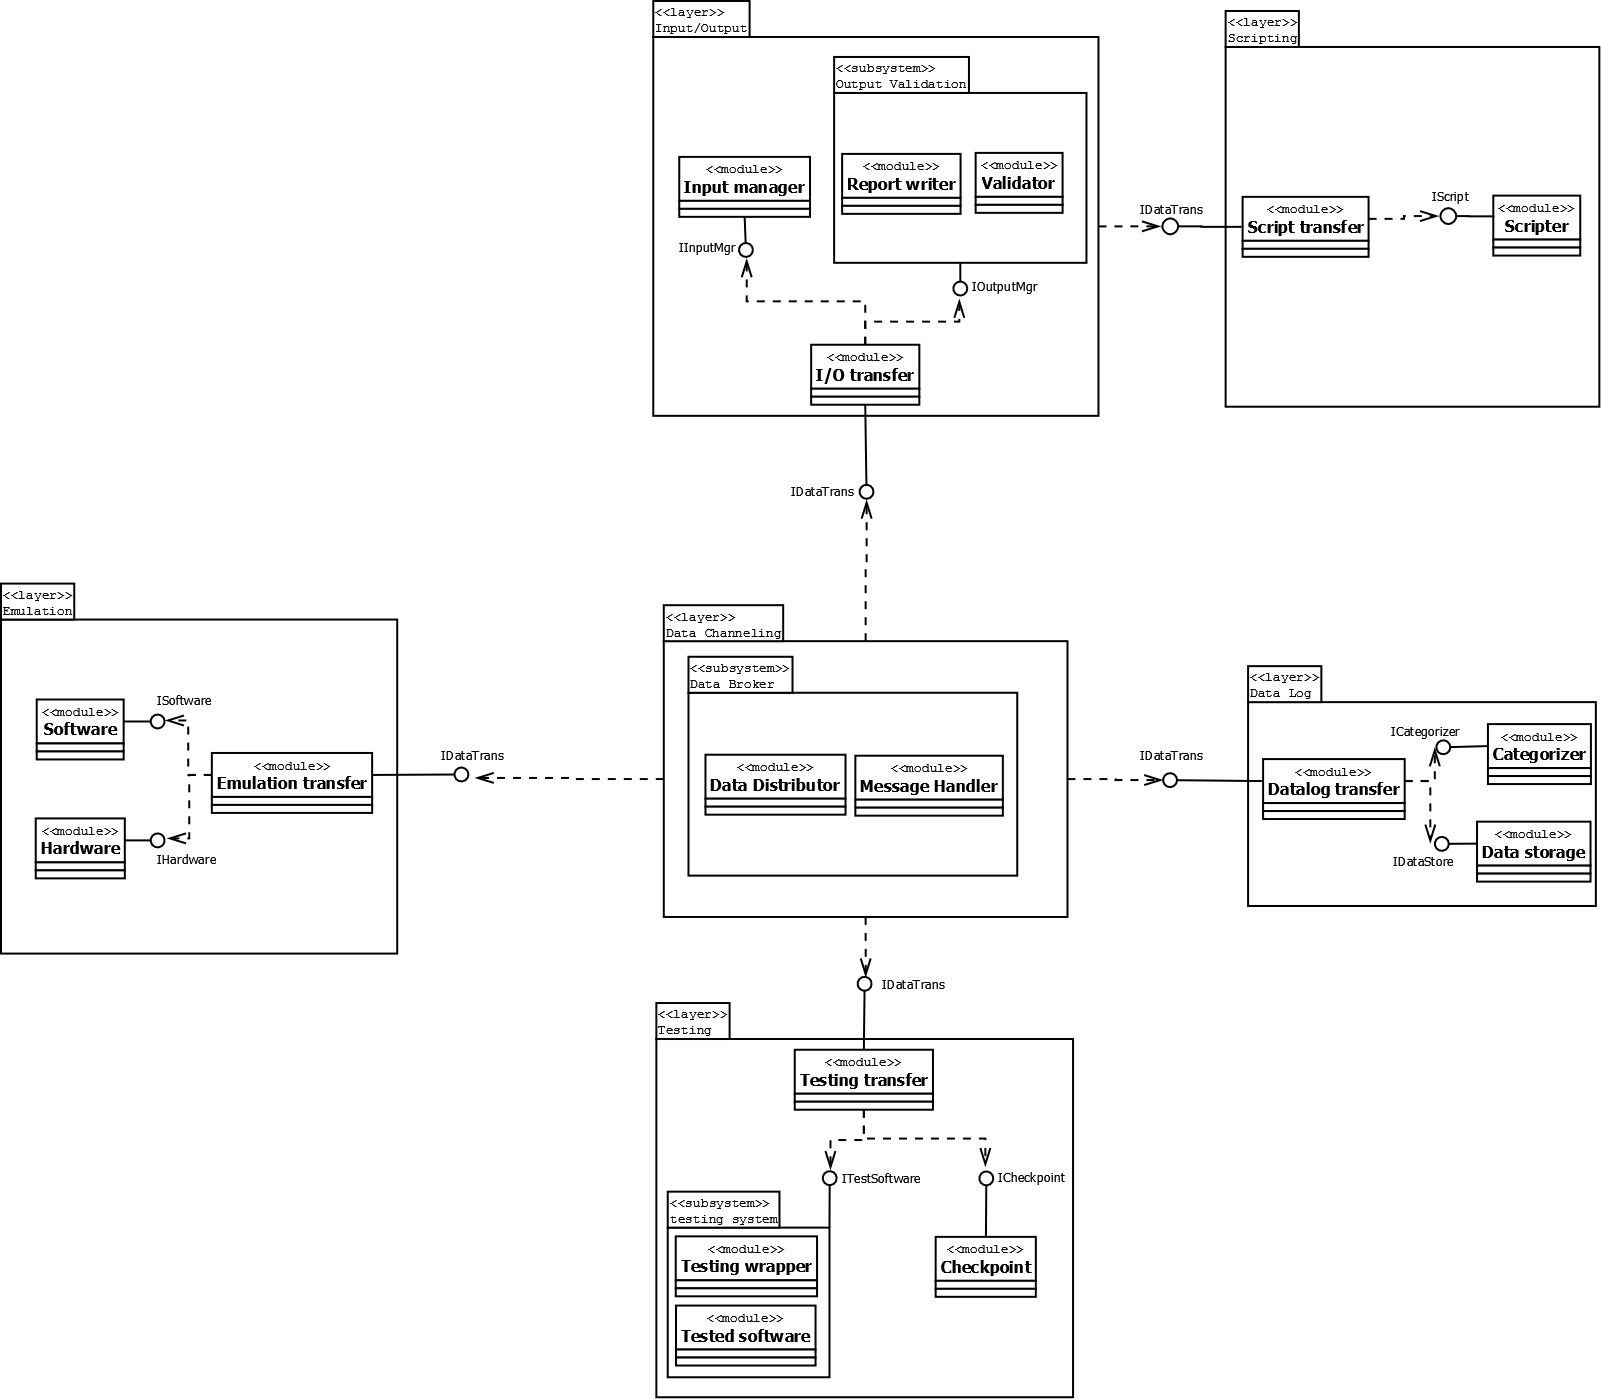 <<layer>>
Input/Output
<<subsystem>>
Output Validation
<<module>>
Input manager
<<module>>
Report writer
<<module>>
Validator
IInputMgr
IOutputMgr
<<module>>
I/O transfer
IDataTrans
<<layer>>
Scripting
IDataTrans
<<module>>
Script transfer
IScript
<<module>>
Scripter
<<layer>>
Emulation
ISoftware
<<module>>
Software
<<module>>
Emulation transfer
<<module>>
Hardware
IHardware
IDataTrans
<<layer>>
Data Channeling
<<subsystem>>
Data Broker
<<module>>
Data Distributor
<<module>>
Message Handler
IDataTrans
<<layer>>
Data Log
ICategorizer
<<module>>
Categorizer
<<module>>
Datalog transfer
<<module>>
Data storage
IDataStore
IDataTrans
<<layer>>
Testing
<<module>>
Testing transfer
ITestSoftware
ICheckpoint
<<subsystem>>
testing system
<<module>>
Testing wrapper
<<module>>
Tested software
<<module>>
Checkpoint